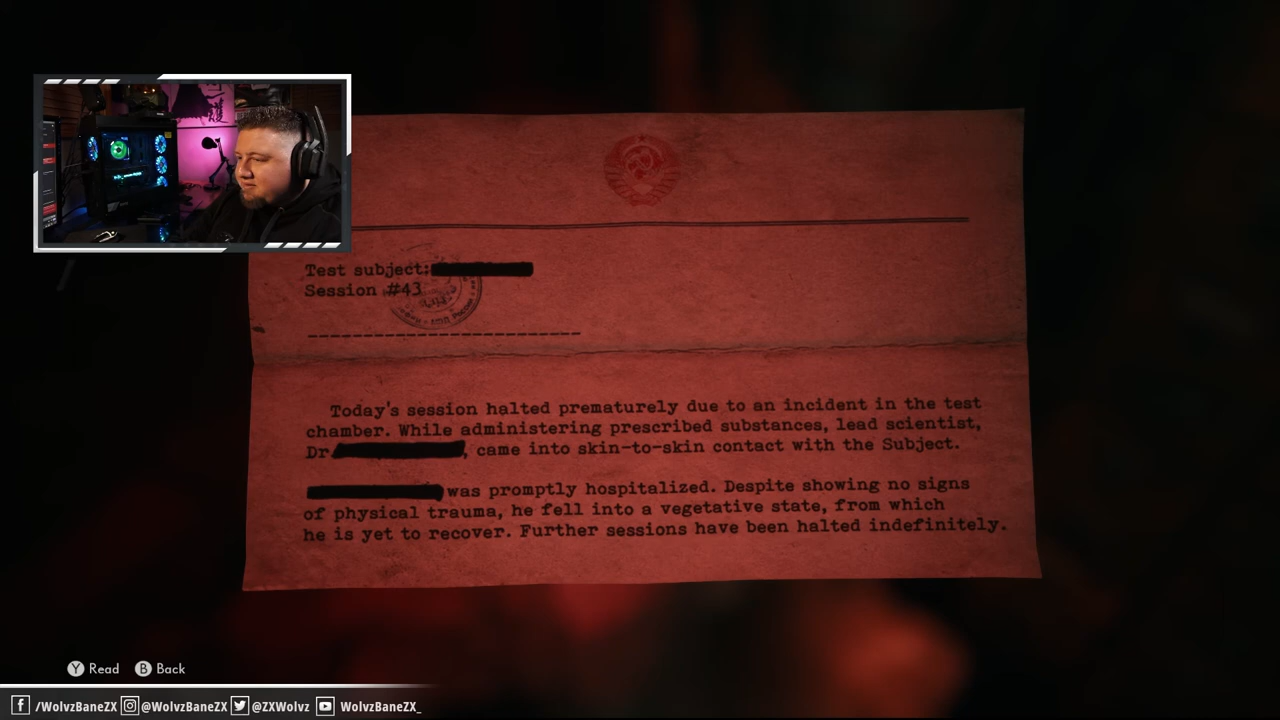 Test subject:
Session #43
Today's session halted prematurely due to an incident in the test
chamber. While administering prescribed substances, lead scientist,
Dr , came into skin-to-skin contact with the Subject.
was promptly hospitalized. Despite showing no signs
of physical trauma, he fell into a vegetative state, from which
he is yet to recover. Further sessions have been halted indefinitely.
Y Read B Back
/WolvzBaneZX @WolvzBaneZX @ZXWolvz WolvzBaneZX_